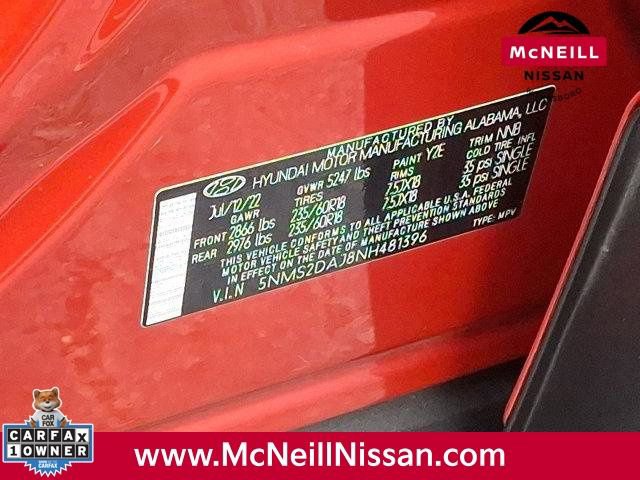 McNEILL
NISSAN
MANUFACTURED BY
HYUNDAI MOTOR MANUFACTURING ALABAMA, LLC
Jul/12/22 GVWR 5247 lbs PAINT Y2E TRIM NNB
GAWR TIRES RIMS COLD TIRE INFL
FRONT 2866 lbs 235/60R18 7.5JX18 35 PSI SINGLE
REAR 2976 lbs 235/60R18 7.5JX18 35 PSI SINGLE
THIS VEHICLE CONFORMS TO ALL APPLICABLE U.S.A. FEDERAL
MOTOR VEHICLE SAFETY AND THEFT PREVENTION STANDARDS
IN EFFECT ON THE DATE OF MANUFACTURE SHOWN ABOVE.
V.I.N 5NMS2DAJ8NH481396 TYPE: MPV
CAR
FOX
CARFAX
1 OWNER
CARFAX
www.McNeillNissan.com